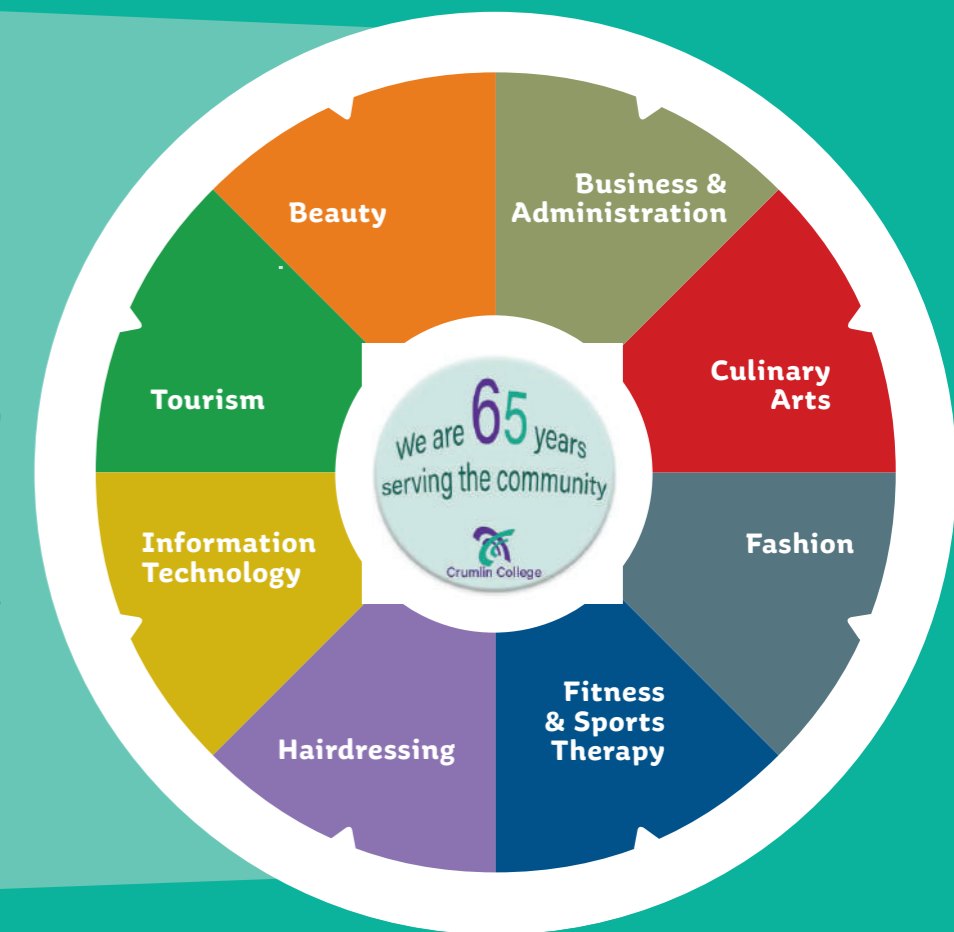 Beauty
Business &
Administration
Culinary
Arts
Tourism
We are 65 years
serving the community
Crumlin College
Information
Technology
Fashion
Hairdressing
Fitness
& Sports
Therapy